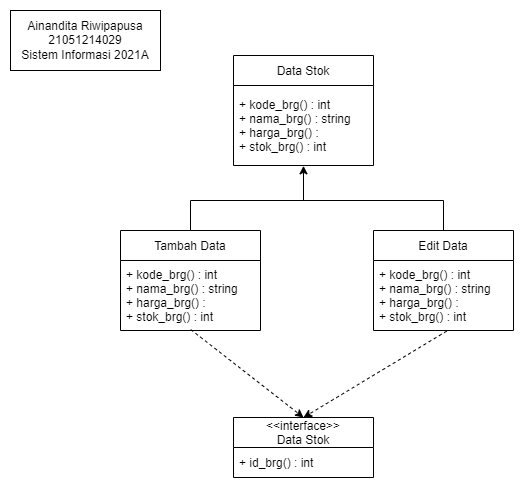 Ainandita Riwipapusa
21051214029
Sistem Informasi 2021A
Data Stok
+ kode_brg() : int
+ nama_brg() : string
+ harga_brg() :
+ stok_brg() : int
Tambah Data
+ kode_brg() : int
+ nama_brg() : string
+ harga_brg() :
+ stok_brg() : int
Edit Data
+ kode_brg() : int
+ nama_brg() : string
+ harga_brg() :
+ stok_brg() : int
<<interface>>
Data Stok
+ id_brg() : int